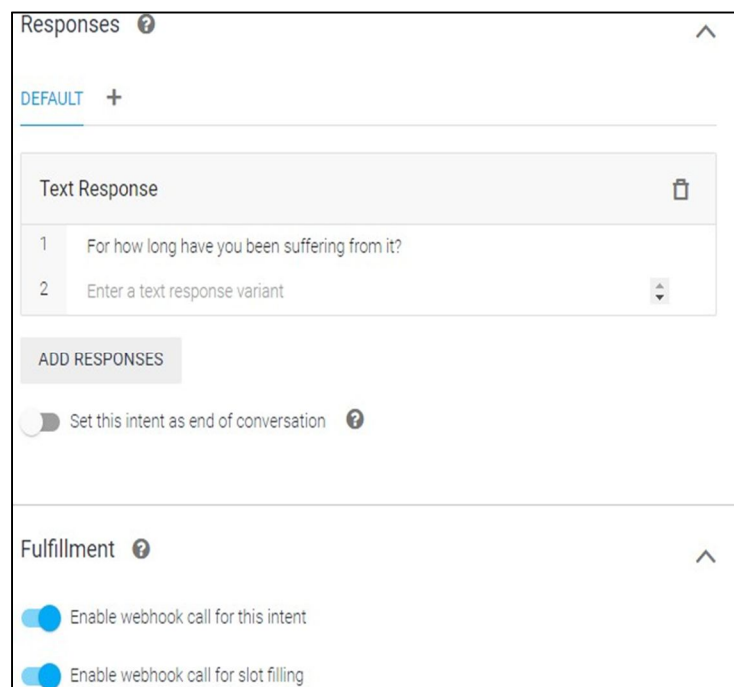 Responses
DEFAULT +
Text Response
1 For how long have you been suffering from it?
2 Enter a text response variant
ADD RESPONSES
Set this intent as end of conversation
Fulfillment
Enable webhook call for this intent
Enable webhook call for slot filling